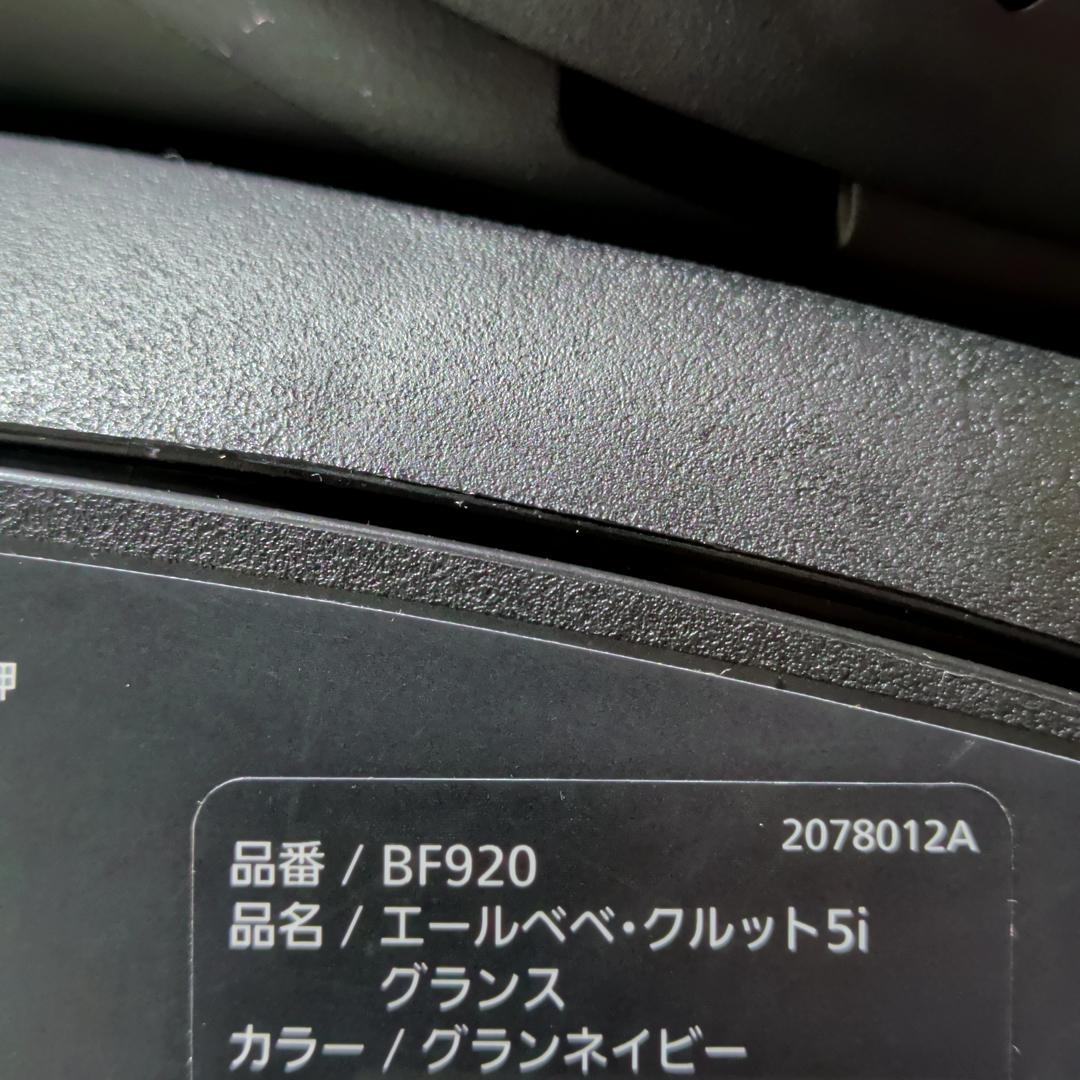 押
2078012A
品番 / BF920
品名 / エールベベ・クルット5i
グランス
カラー / グランネイビー